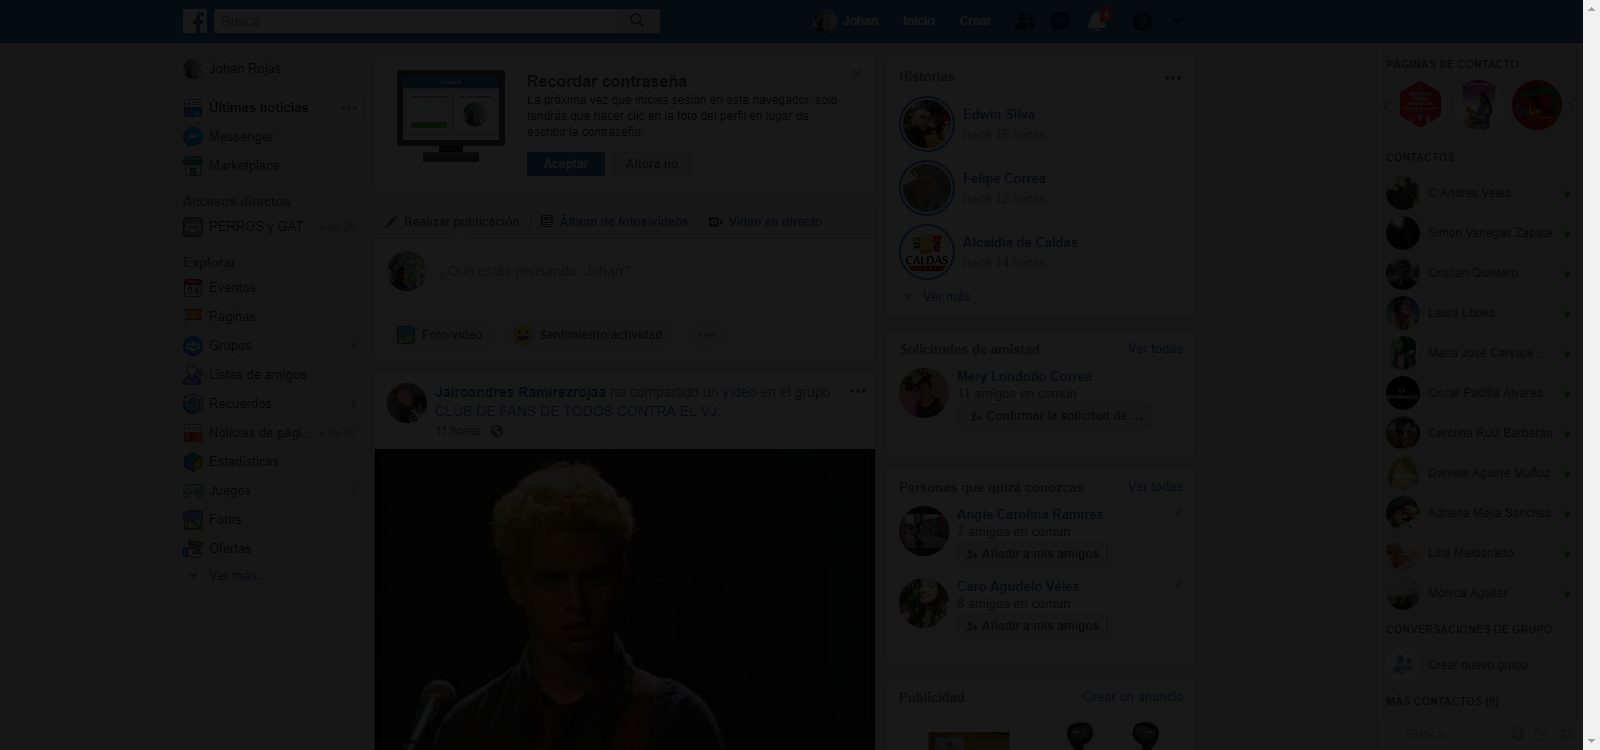 Busca
Johan
Inicio
Crear
4
Johan Rojas
Últimas noticias
Messenger
Marketplace
Accesos directos
PERROS y GAT...
+ de 20
Explorar
Eventos
24
Páginas
Grupos
Listas de amigos
Recuerdos
Noticias de pági...
+ de 20
Estadísticas
Juegos
Fotos
Ofertas
Ver más...
Recordar contraseña
La próxima vez que inicies sesión en este navegador, solo
tendrás que hacer clic en la foto del perfil en lugar de
escribir la contraseña.
Aceptar
Ahora no
Realizar publicación
Álbum de fotos/vídeos
Vídeo en directo
¿Qué estás pensando, Johan?
Foto/vídeo
Sentimiento/actividad
Jairoandres Ramirezrojaa ha compartido un vídeo en el grupo
CLUB DE FANS DE TODOS CONTRA EL VJ.
11 horas
Historias
Edwin Silva
hace 16 horas
Felipe Correa
hace 12 horas
CALDAS
Alcaldía de Caldas
hace 14 horas
Ver más
Solicitudes de amistad
Ver todas
Mery Londoño Correa
11 amigos en común
Confirmar la solicitud de ...
Personas que quizá conozcas
Ver todas
Angie Carolina Ramirez
7 amigos en común
Añadir a mis amigos
Caro Agudelo Vélez
8 amigos en común
Añadir a mis amigos
Publicidad
Crear un anuncio
PÁGINAS DE CONTACTO
CONTACTOS
C Andres Velez
Simon Vanegas Zapata
Cristian Quintero
Laura López
Maria José Carvajal
Oscar Padilla Alvarez
Carolina Ruiz Barbarán
Daniela Aguirre Muñoz
Adriana Mejia Sanchez
Lina Maldonado
Mónica Aguilar
CONVERSACIONES DE GRUPO
Crear nuevo grupo
MÁS CONTACTOS (9)
Busca